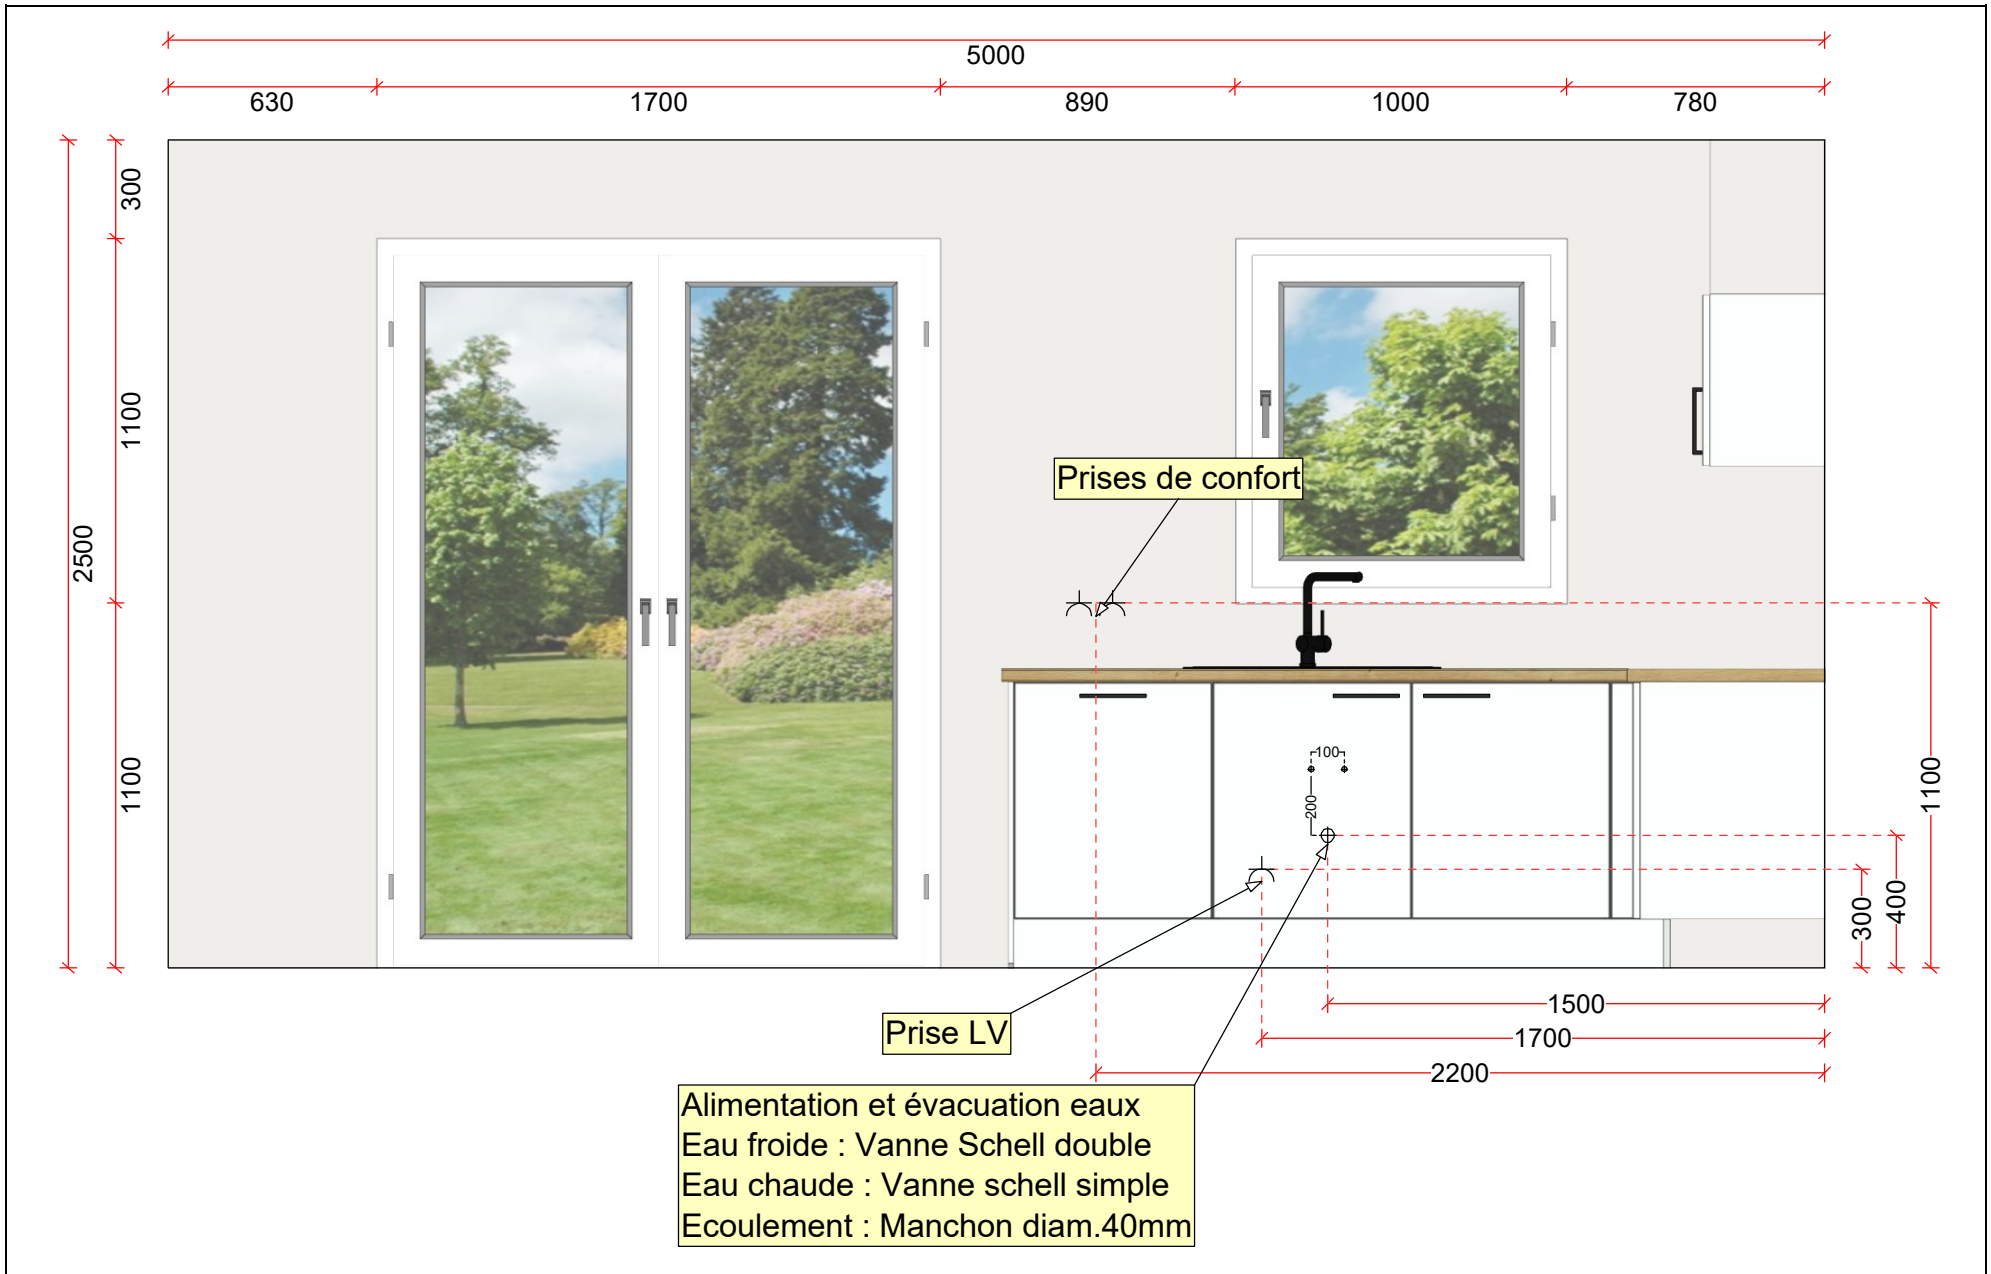 5000
630 1700 890 1000 780
300
1100
2500
1100
Prises de confort
100
200
1100
400
300
1500
1700
2200
Prise LV
Alimentation et évacuation eaux
Eau froide : Vanne Schell double
Eau chaude : Vanne schell simple
Ecoulement : Manchon diam.40mm